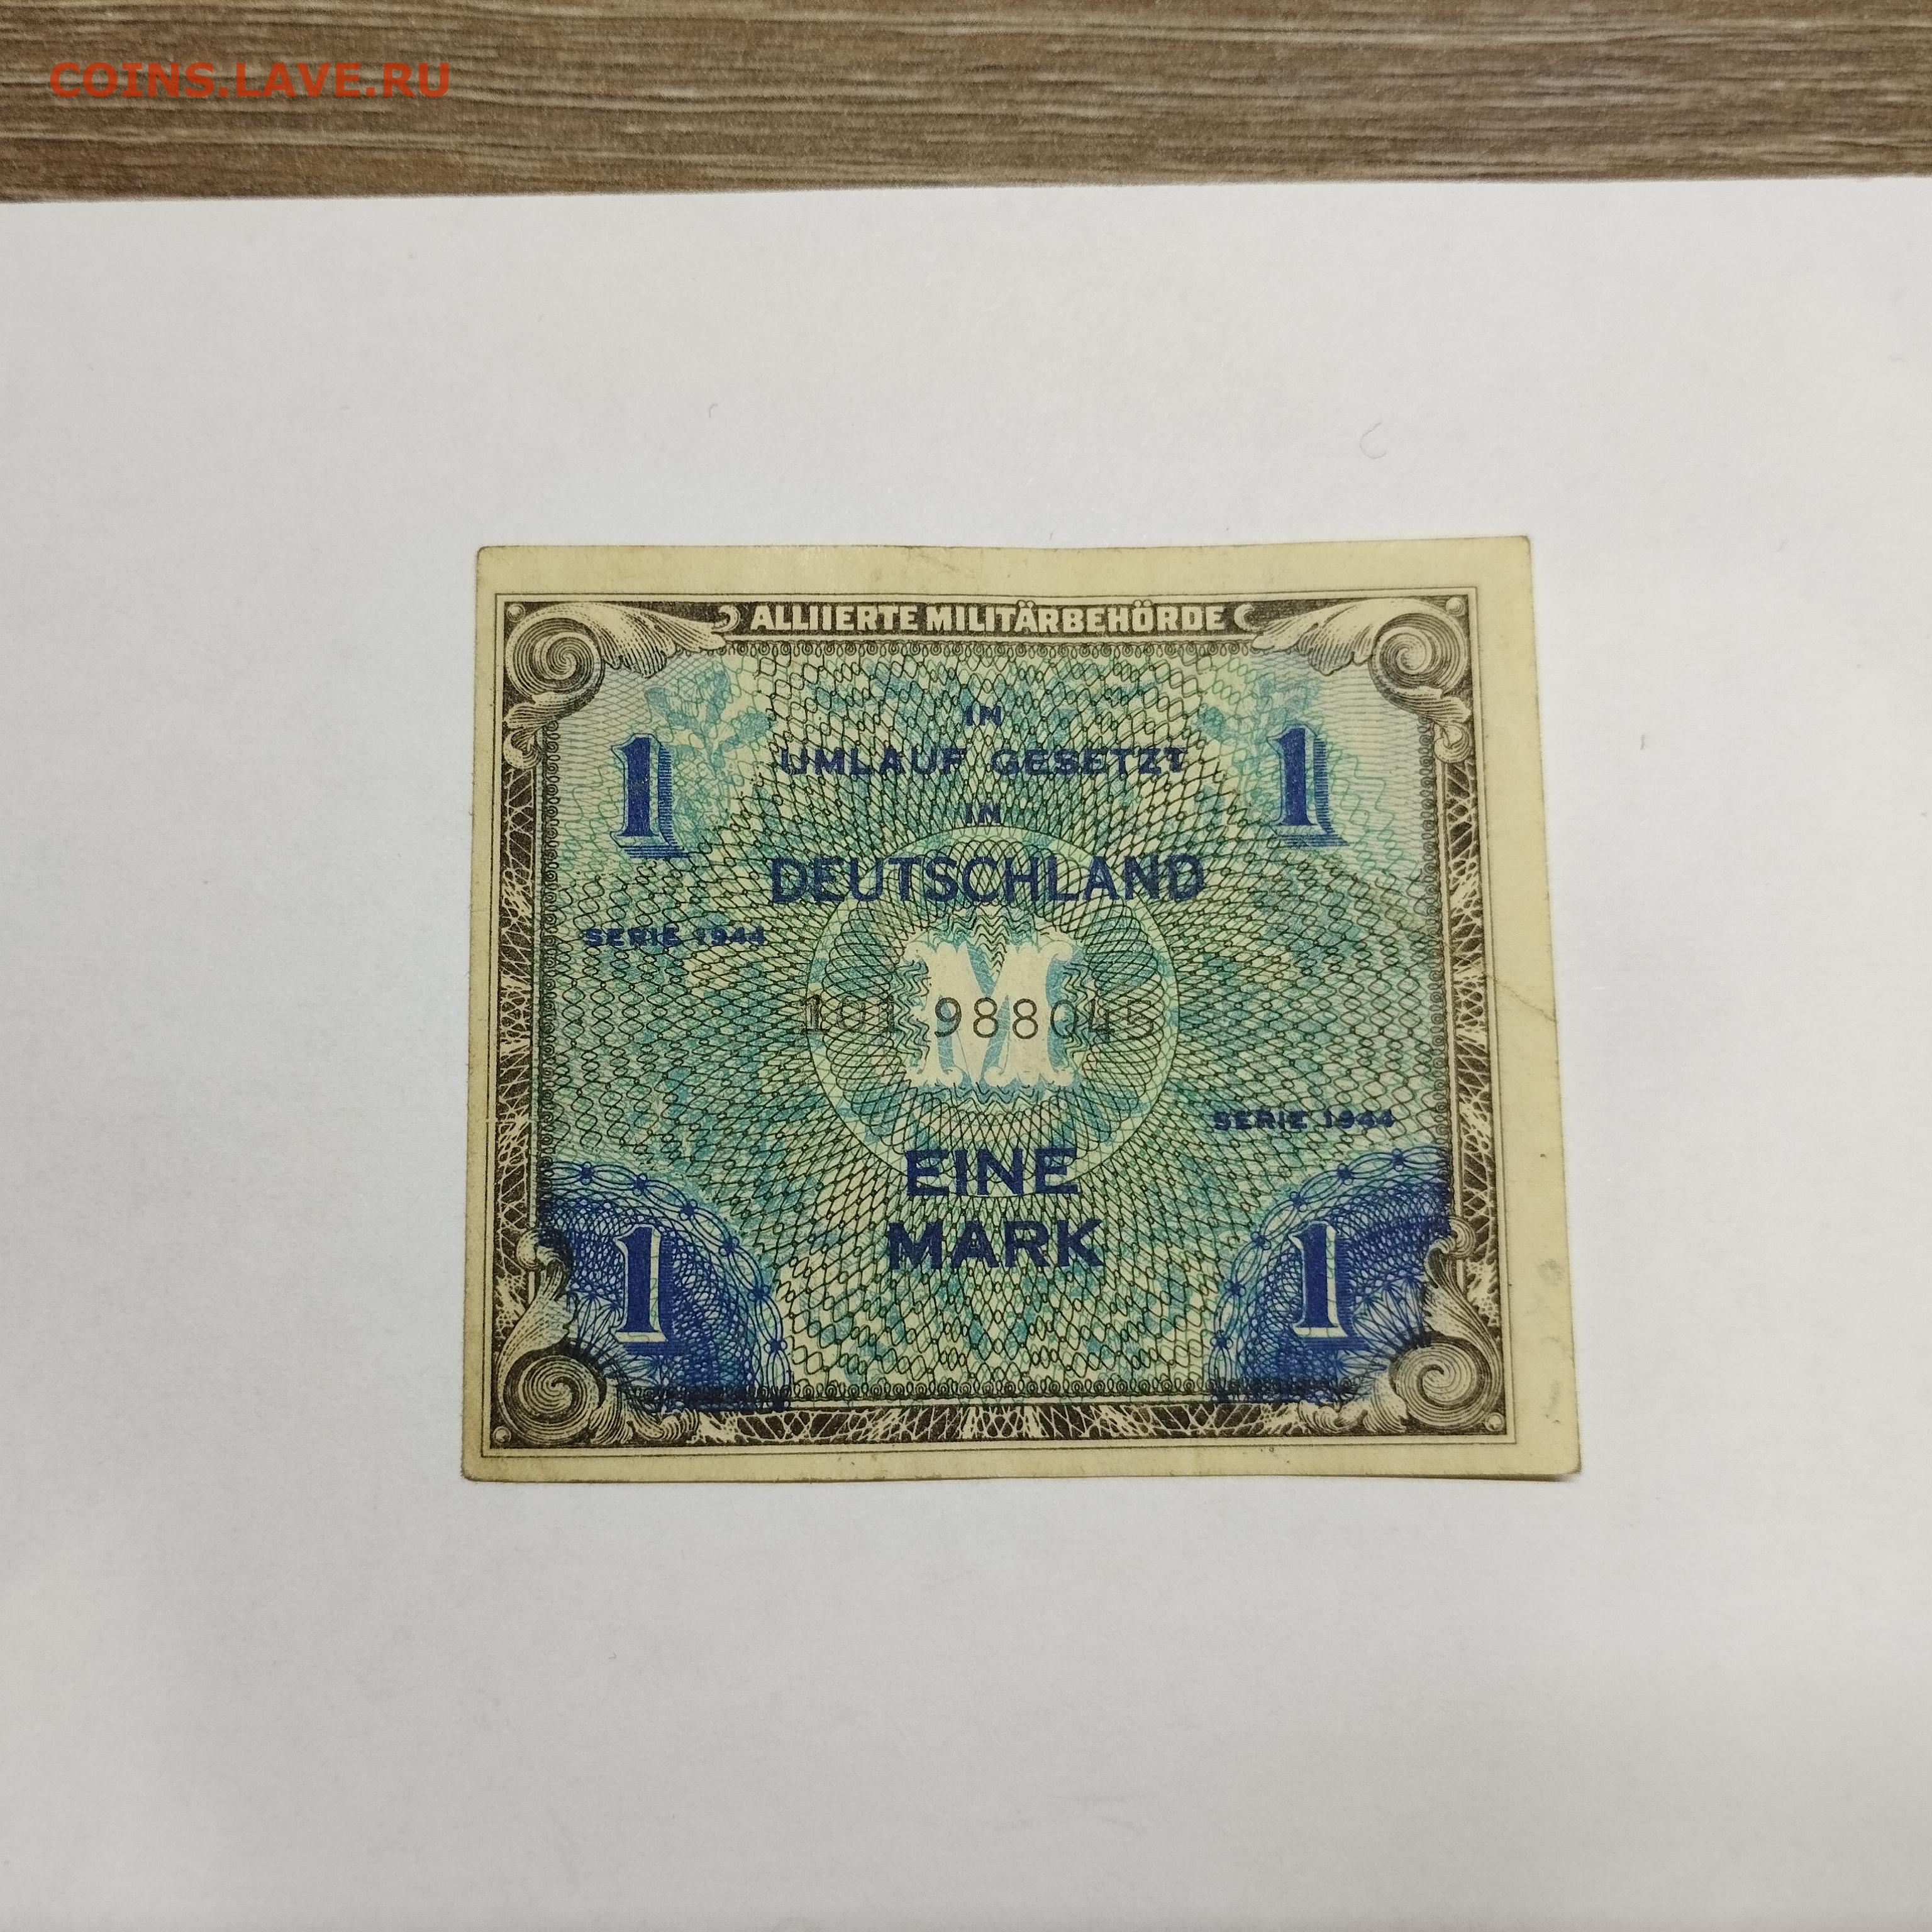 COINS.LAVE.RU
ALLIIERTE MILITÄRBEHÖRDE
IN
1 UMLAUF GESETZT 1
IN
DEUTSCHLAND
SERIE 1944
M
SERIE 1944
EINE
MARK
1 1